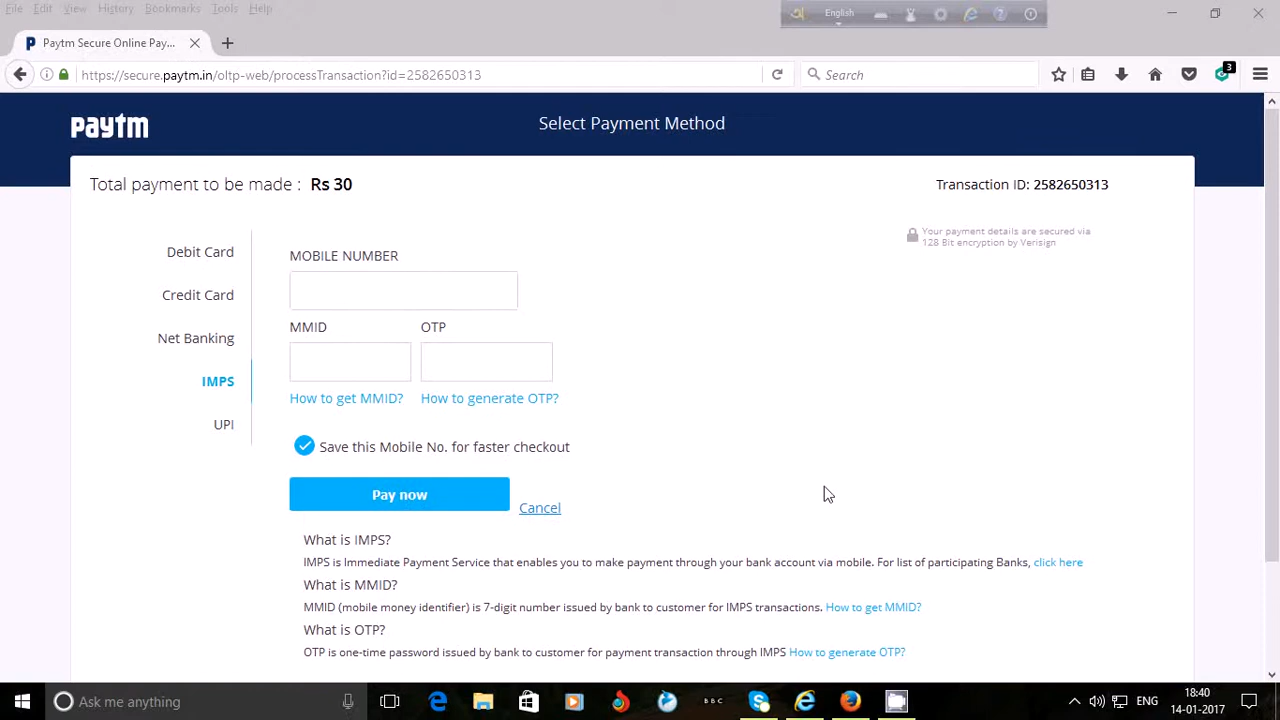 File Edit View History Bookmarks Tools Help
English
Paytm Secure Online Pay...
https://secure.paytm.in/oltp-web/processTransaction?id=2582650313
Search
3
paytm
Select Payment Method
Total payment to be made : Rs 30
Transaction ID: 2582650313
Your payment details are secured via
128 Bit encryption by Verisign
Debit Card
Credit Card
Net Banking
IMPS
UPI
MOBILE NUMBER
MMID OTP
How to get MMID? How to generate OTP?
Save this Mobile No. for faster checkout
Pay now
Cancel
What is IMPS?
IMPS is Immediate Payment Service that enables you to make payment through your bank account via mobile. For list of participating Banks, click here
What is MMID?
MMID (mobile money identifier) is 7-digit number issued by bank to customer for IMPS transactions. How to get MMID?
What is OTP?
OTP is one-time password issued by bank to customer for payment transaction through IMPS How to generate OTP?
Ask me anything
BBC
ENG
18:40
14-01-2017